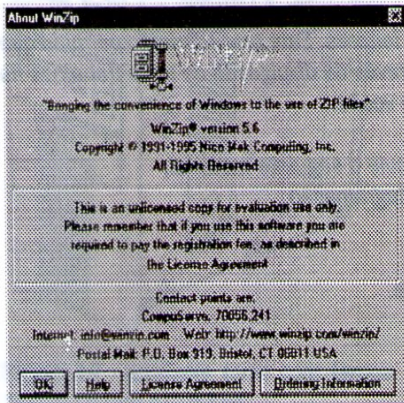 About WinZip
WinZip
"Bringing the convenience of Windows to the use of ZIP files"
WinZip® version 5.6
Copyright © 1991-1995 Nico Mak Computing, Inc.
All Rights Reserved
This is an unlicensed copy for evaluation use only.
Please remember that if you use this software you are
required to pay the registration fee, as described in
the License Agreement
Contact points are:
CompuServe: 70056,241
Internet: info@winzip.com Web: http://www.winzip.com/winzip/
Postal Mail: P.O. Box 919, Bristol, CT 06011 USA
OK Help License Agreement Ordering Information